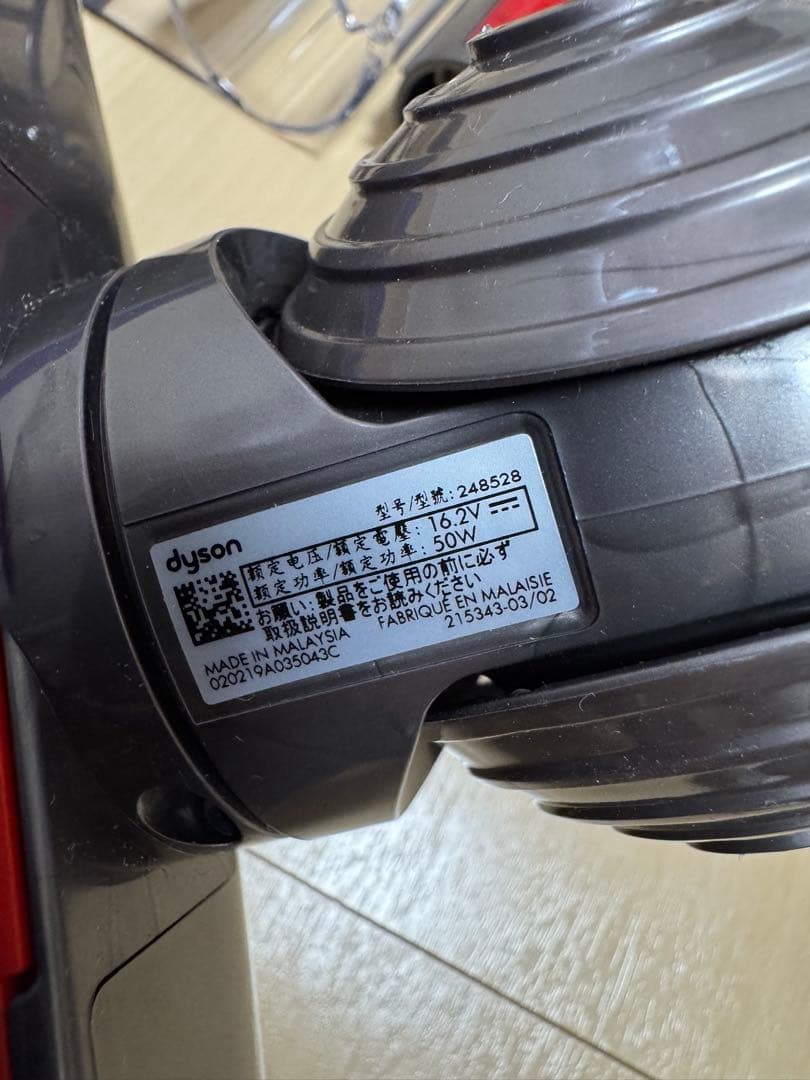 型号/型號: 248528
dyson
额定电压/額定電壓: 16.2V
额定功率/額定功率: 50W
お願い: 製品をご使用の前に必ず
取扱説明書をお読みください
MADE IN MALAYSIA FABRIQUÉ EN MALAISIE
020219A035043C 215343-03/02